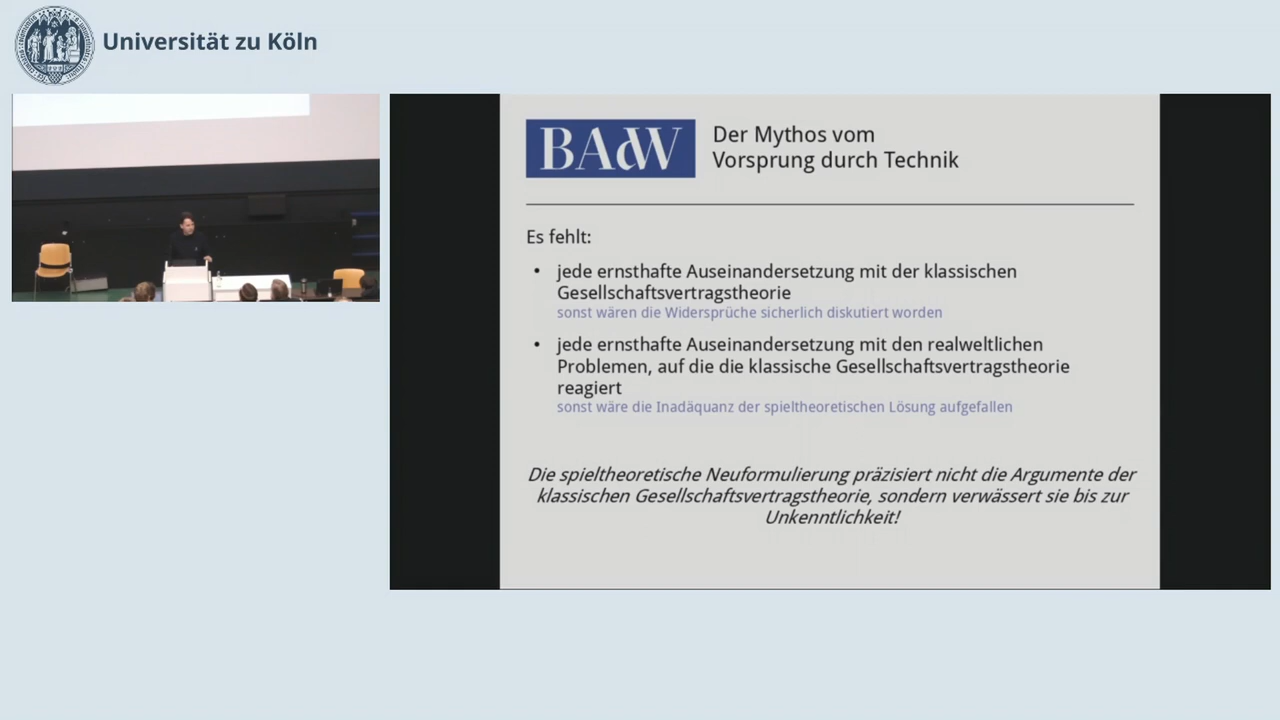 Universität zu Köln
BAdW
Der Mythos vom
Vorsprung durch Technik
Es fehlt:
• jede ernsthafte Auseinandersetzung mit der klassischen
Gesellschaftsvertragstheorie
sonst wären die Widersprüche sicherlich diskutiert worden
• jede ernsthafte Auseinandersetzung mit den realweltlichen
Problemen, auf die die klassische Gesellschaftsvertragstheorie
reagiert
sonst wäre die Inadäquanz der spieltheoretischen Lösung aufgefallen
Die spieltheoretische Neuformulierung präzisiert nicht die Argumente der
klassischen Gesellschaftsvertragstheorie, sondern verwässert sie bis zur
Unkenntlichkeit!